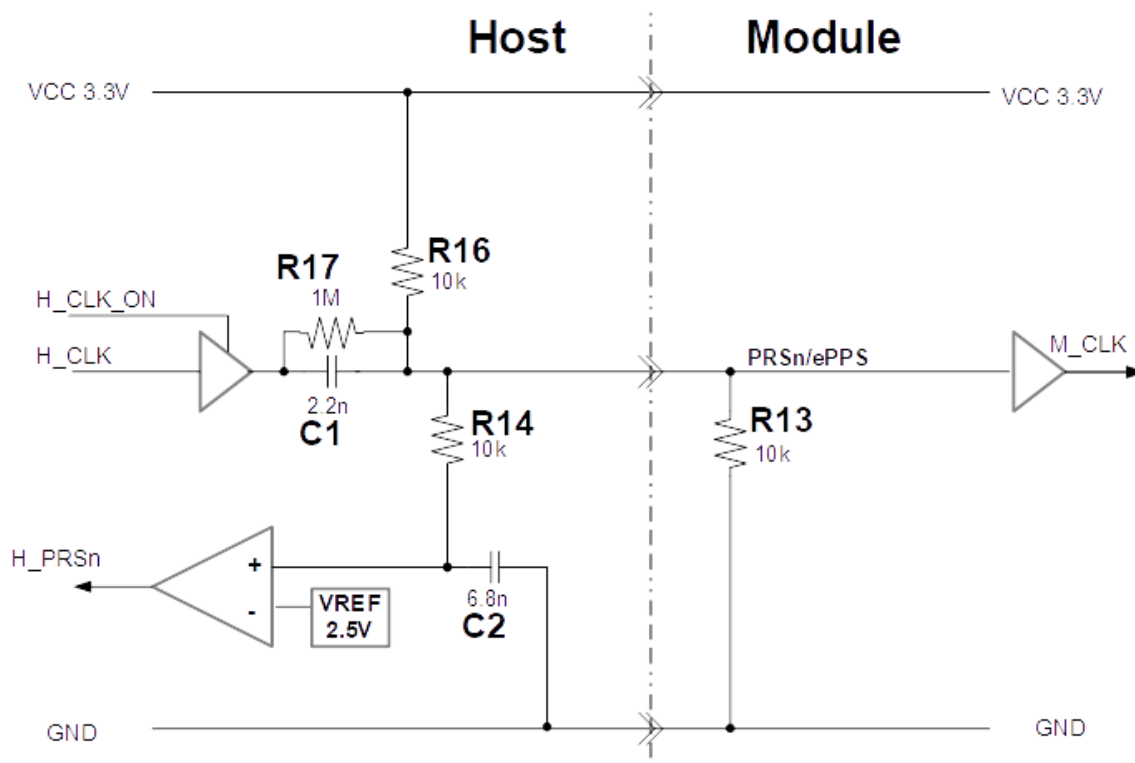 Host
Module
VCC 3.3V
VCC 3.3V
R16
10k
R17
1M
H_CLK_ON
H_CLK
2.2n
C1
PRSn/ePPS
M_CLK
R14
10k
R13
10k
H_PRSn
+
-
VREF
2.5V
6.8n
C2
GND
GND